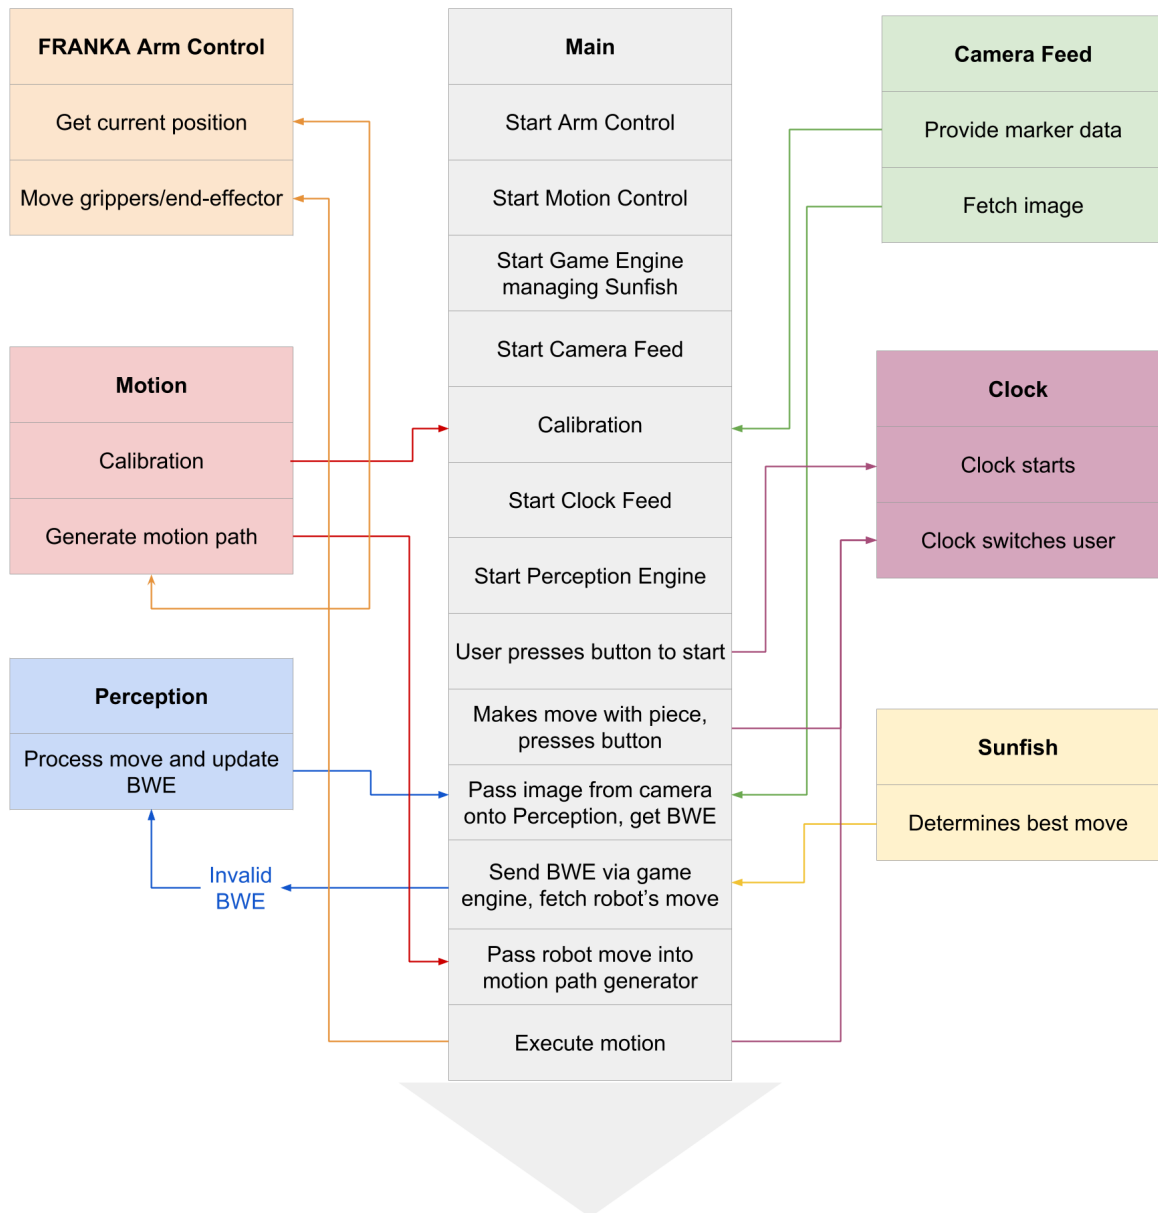 FRANKA Arm Control
Get current position
Move grippers/end-effector
Motion
Calibration
Generate motion path
Perception
Process move and update
BWE
Invalid
BWE
Main
Start Arm Control
Start Motion Control
Start Game Engine
managing Sunfish
Start Camera Feed
Calibration
Start Clock Feed
Start Perception Engine
User presses button to start
Makes move with piece,
presses button
Pass image from camera
onto Perception, get BWE
Send BWE via game
engine, fetch robot’s move
Pass robot move into
motion path generator
Execute motion
Camera Feed
Provide marker data
Fetch image
Clock
Clock starts
Clock switches user
Sunfish
Determines best move